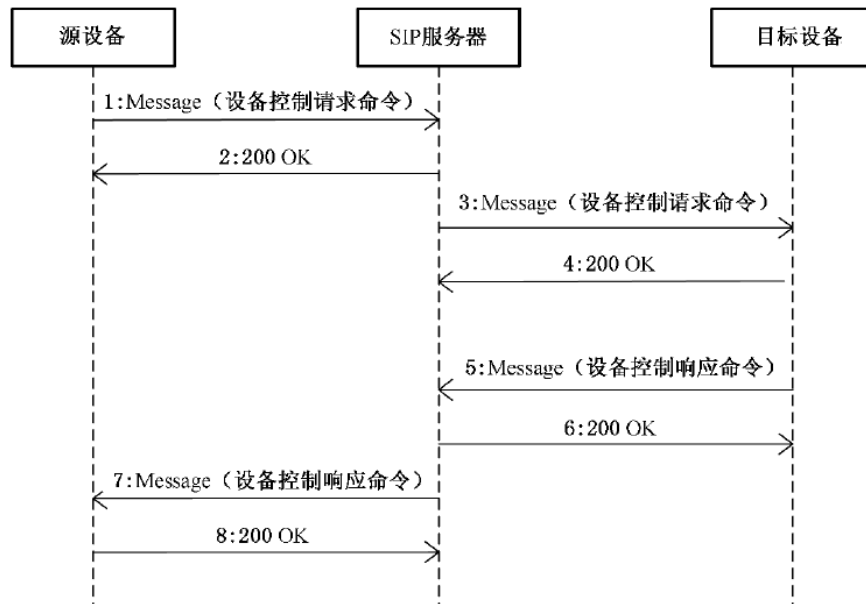 源设备
SIP服务器
目标设备
1:Message（设备控制请求命令）
2:200 OK
3:Message（设备控制请求命令）
4:200 OK
5:Message（设备控制响应命令）
6:200 OK
7:Message（设备控制响应命令）
8:200 OK